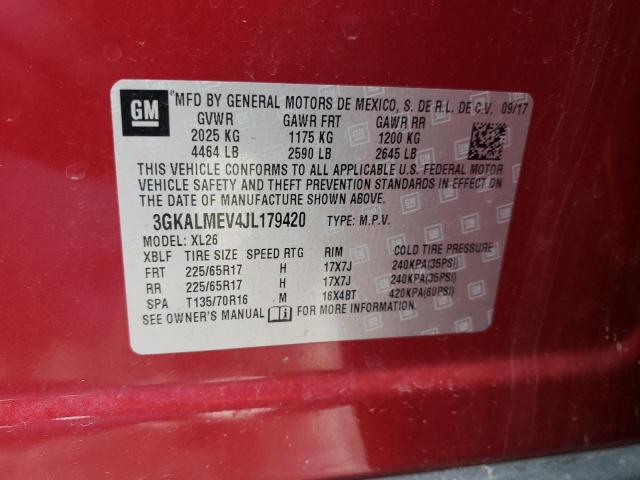 GM
MFD BY GENERAL MOTORS DE MEXICO, S. DE R.L. DE C.V. 09/17
GVWR GAWR FRT GAWR RR
2025 KG 1175 KG 1200 KG
4464 LB 2590 LB 2645 LB
THIS VEHICLE CONFORMS TO ALL APPLICABLE U.S. FEDERAL MOTOR
VEHICLE SAFETY AND THEFT PREVENTION STANDARDS IN EFFECT ON
THE DATE OF MANUFACTURE SHOWN ABOVE.
3GKALMEV4JL179420 TYPE: M.P.V.
MODEL: XL26
XBLF TIRE SIZE SPEED RTG RIM COLD TIRE PRESSURE
FRT 225/65R17 H 17X7J 240KPA(35PSI)
RR 225/65R17 H 17X7J 240KPA(35PSI)
SPA T135/70R16 M 16X4BT 420KPA(60PSI)
SEE OWNER'S MANUAL FOR MORE INFORMATION.